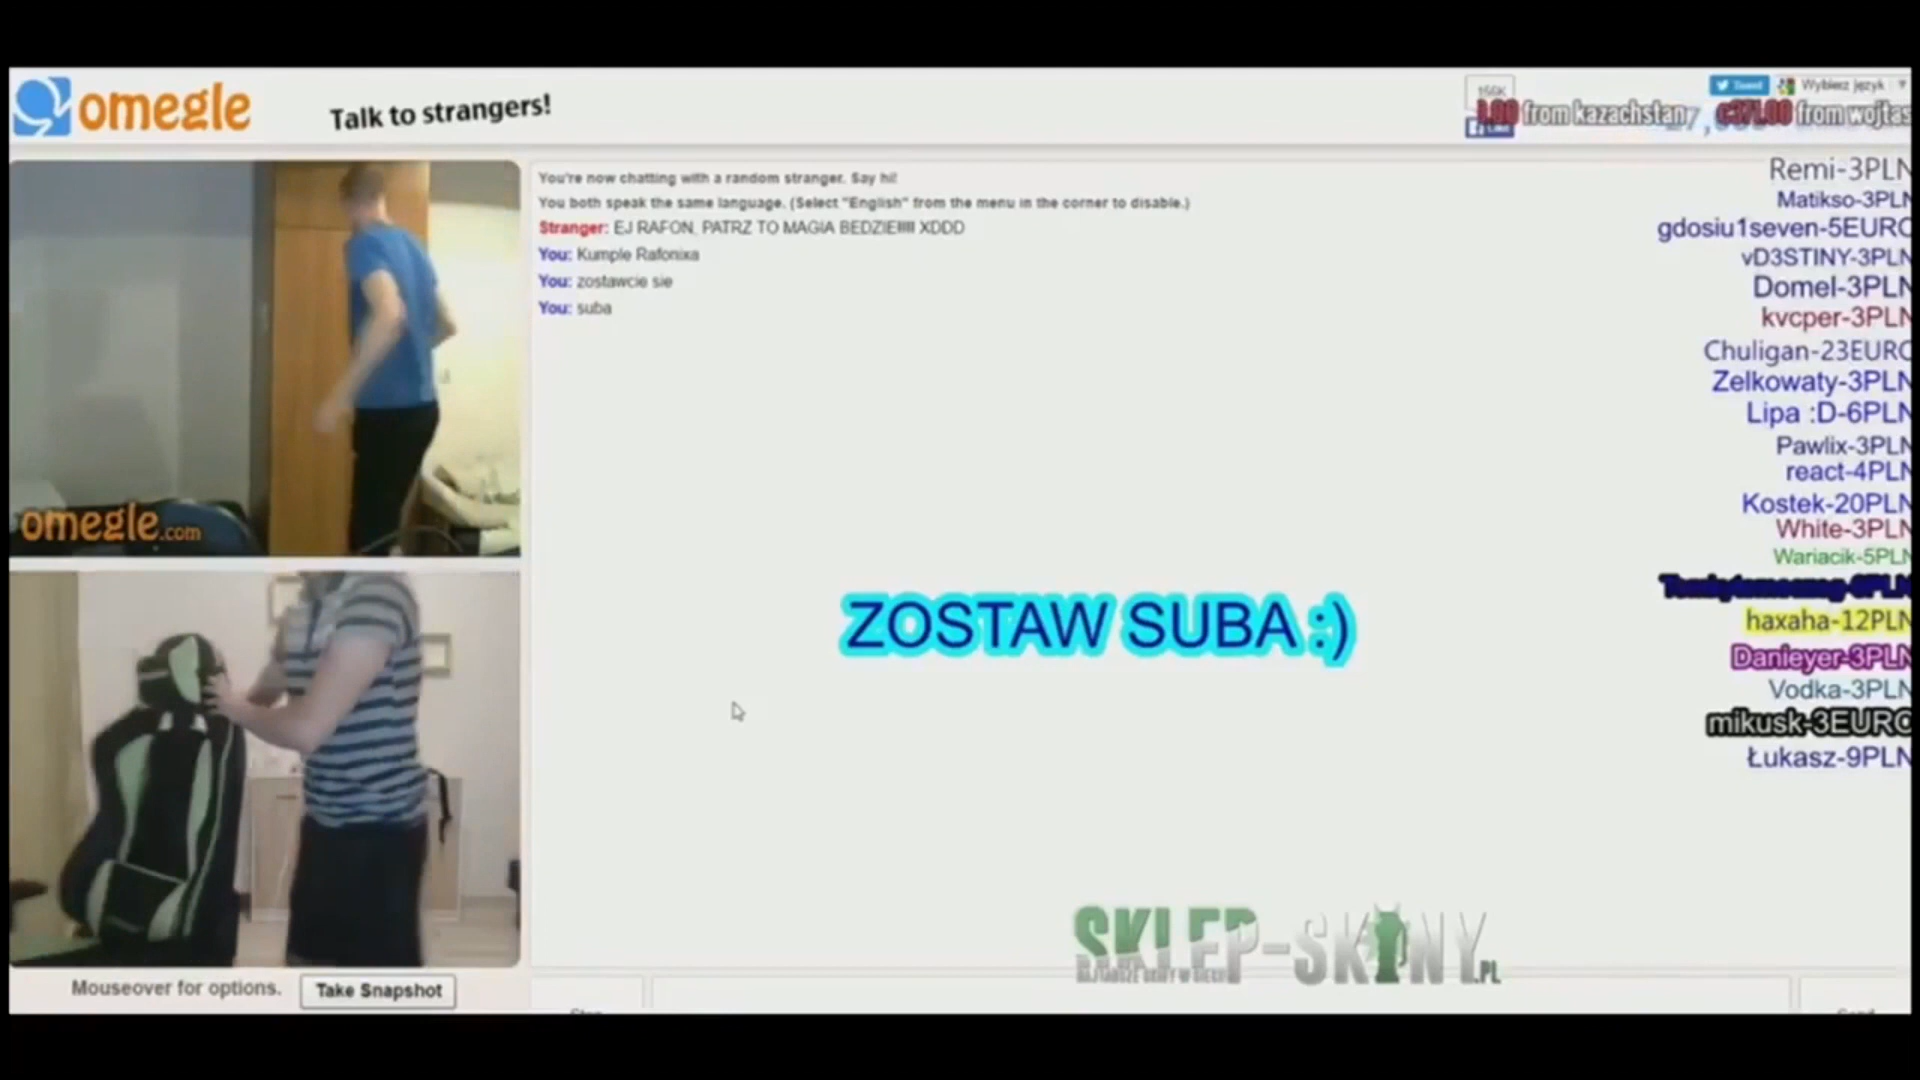 omegle
Talk to strangers!
156K
Tweet
Wybierz język
.00 from kazachstan
from wojtas
You're now chatting with a random stranger. Say hi!
You both speak the same language. (Select "English" from the menu in the corner to disable.)
Stranger: EJ RAFON, PATRZ TO MAGIA BEDZIE!!!!! XDDD
You: Kumple Rafonixa
You: zostawcie sie
You: suba
Remi-3PLN
Matikso-3PLN
gdosiu1seven-5EURO
vD3STINY-3PLN
Domel-3PLN
kvcper-3PLN
Chuligan-23EURO
Zelkowaty-3PLN
Lipa :D-6PLN
Pawlix-3PLN
react-4PLN
Kostek-20PLN
White-3PLN
Wariacik-5PLN
haxaha-12PLN
Danieyer-3PLN
Vodka-3PLN
mikusk-3EURO
Łukasz-9PLN
omegle.com
ZOSTAW SUBA :)
SKLEP-SKINY.PL
Mouseover for options.
Take Snapshot